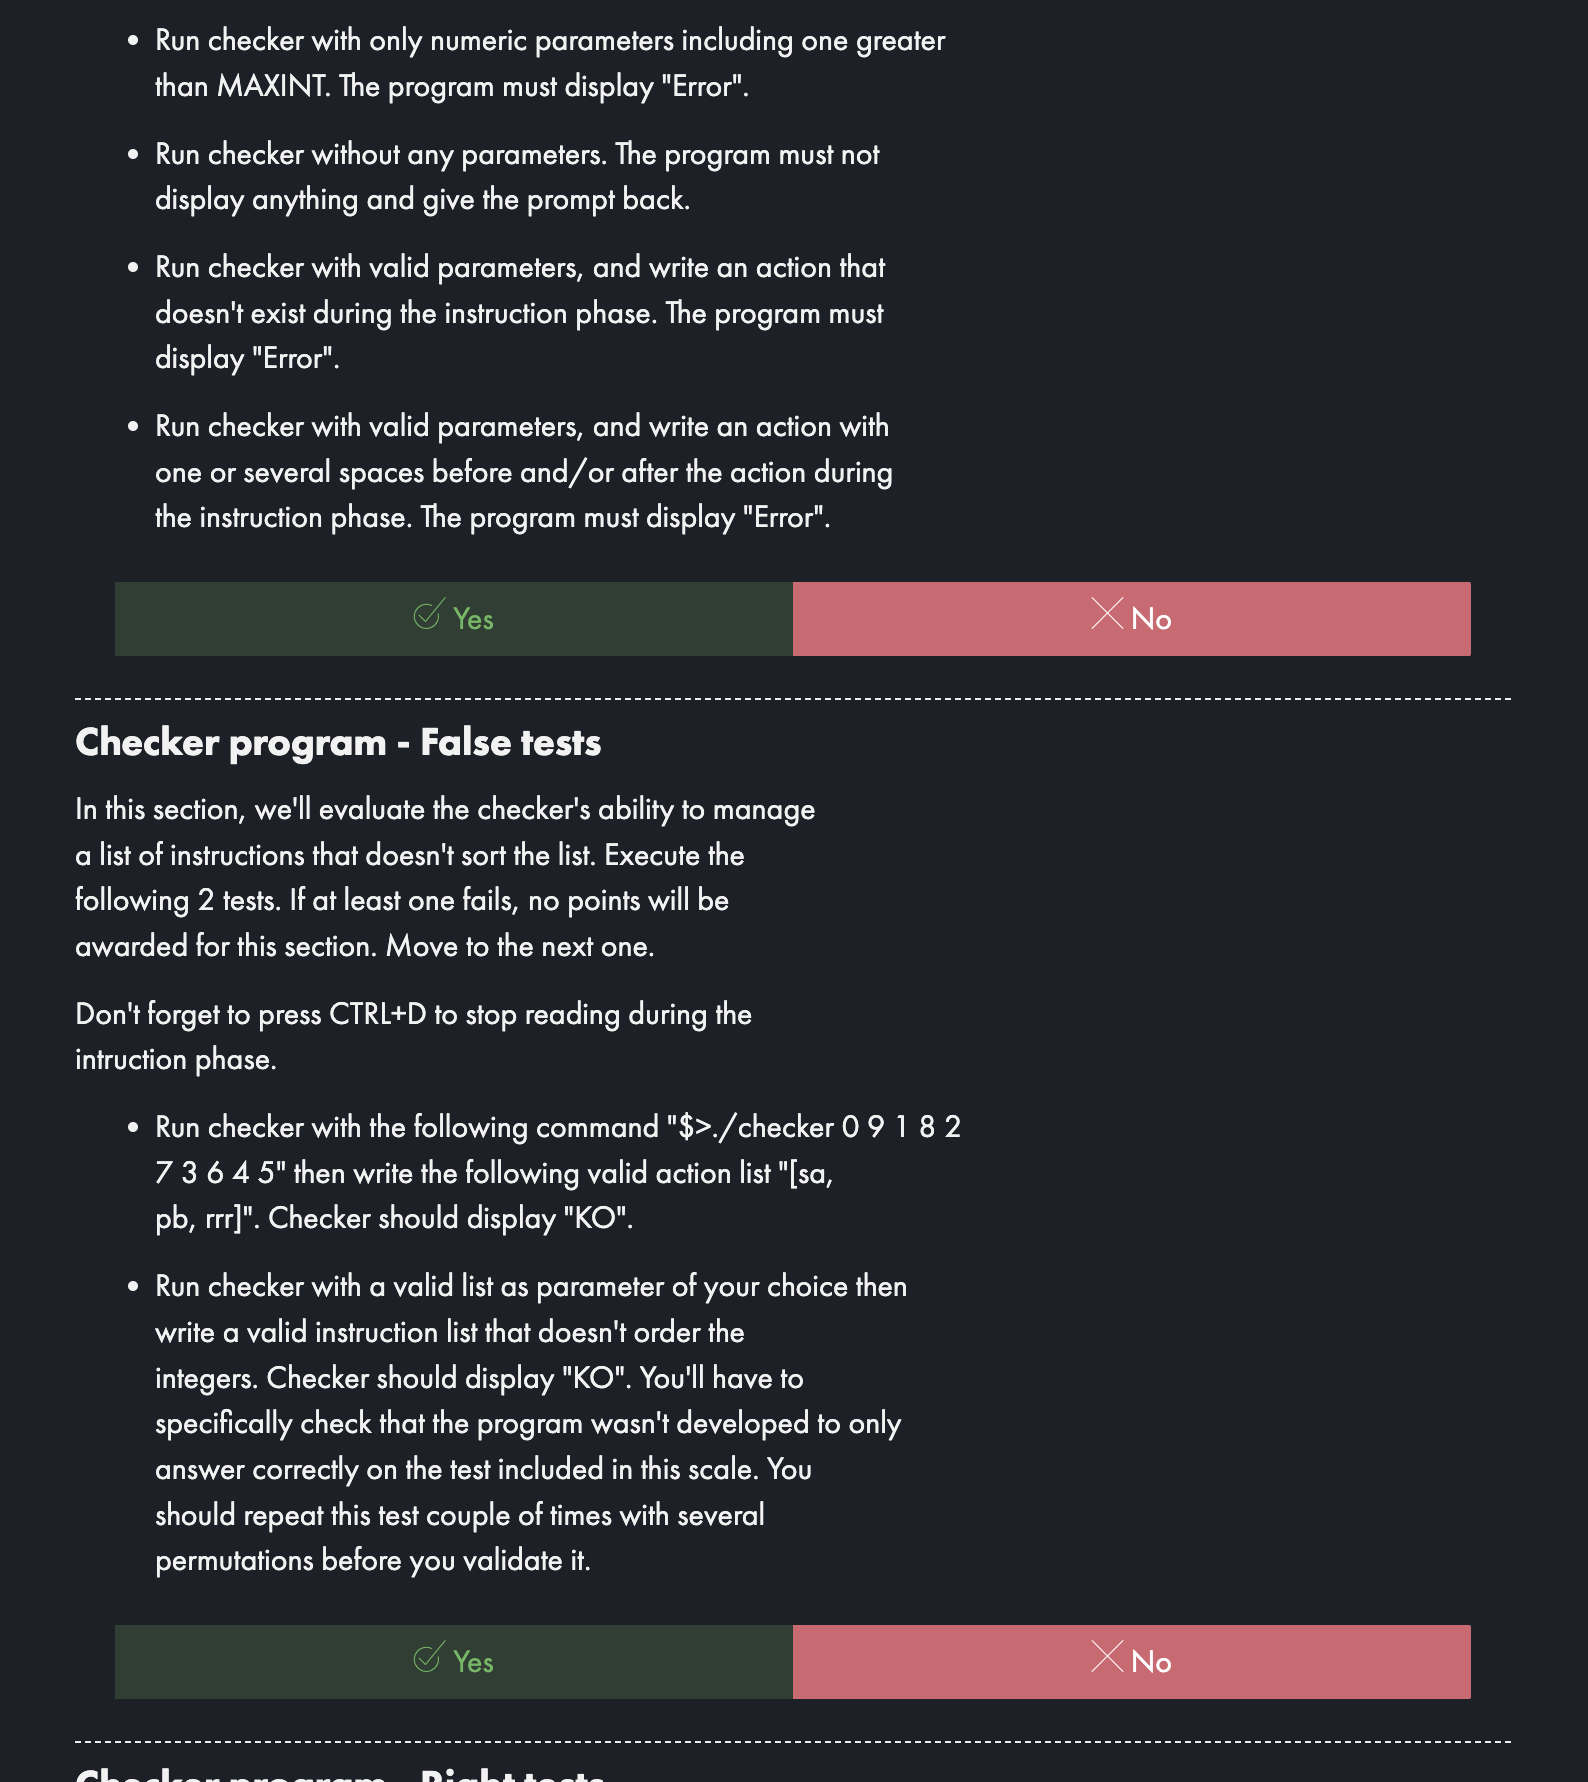 • Run checker with only numeric parameters including one greater
than MAXINT. The program must display "Error".
• Run checker without any parameters. The program must not
display anything and give the prompt back.
• Run checker with valid parameters, and write an action that
doesn't exist during the instruction phase. The program must
display "Error".
• Run checker with valid parameters, and write an action with
one or several spaces before and/or after the action during
the instruction phase. The program must display "Error".
Yes
No
Checker program - False tests
In this section, we'll evaluate the checker's ability to manage
a list of instructions that doesn't sort the list. Execute the
following 2 tests. If at least one fails, no points will be
awarded for this section. Move to the next one.
Don't forget to press CTRL+D to stop reading during the
intruction phase.
• Run checker with the following command "$>./checker 0 9 1 8 2
7 3 6 4 5" then write the following valid action list "[sa,
pb, rrr]". Checker should display "KO".
• Run checker with a valid list as parameter of your choice then
write a valid instruction list that doesn't order the
integers. Checker should display "KO". You'll have to
specifically check that the program wasn't developed to only
answer correctly on the test included in this scale. You
should repeat this test couple of times with several
permutations before you validate it.
Yes
No
Checker program - Right tests